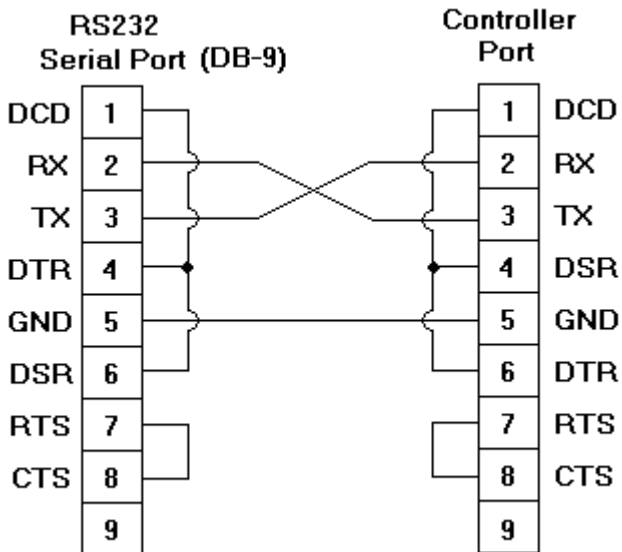 RS232
Serial Port (DB-9)
Controller
Port
DCD 1 1 DCD
RX 2 2 RX
TX 3 3 TX
DTR 4 4 DSR
GND 5 5 GND
DSR 6 6 DTR
RTS 7 7 RTS
CTS 8 8 CTS
9 9